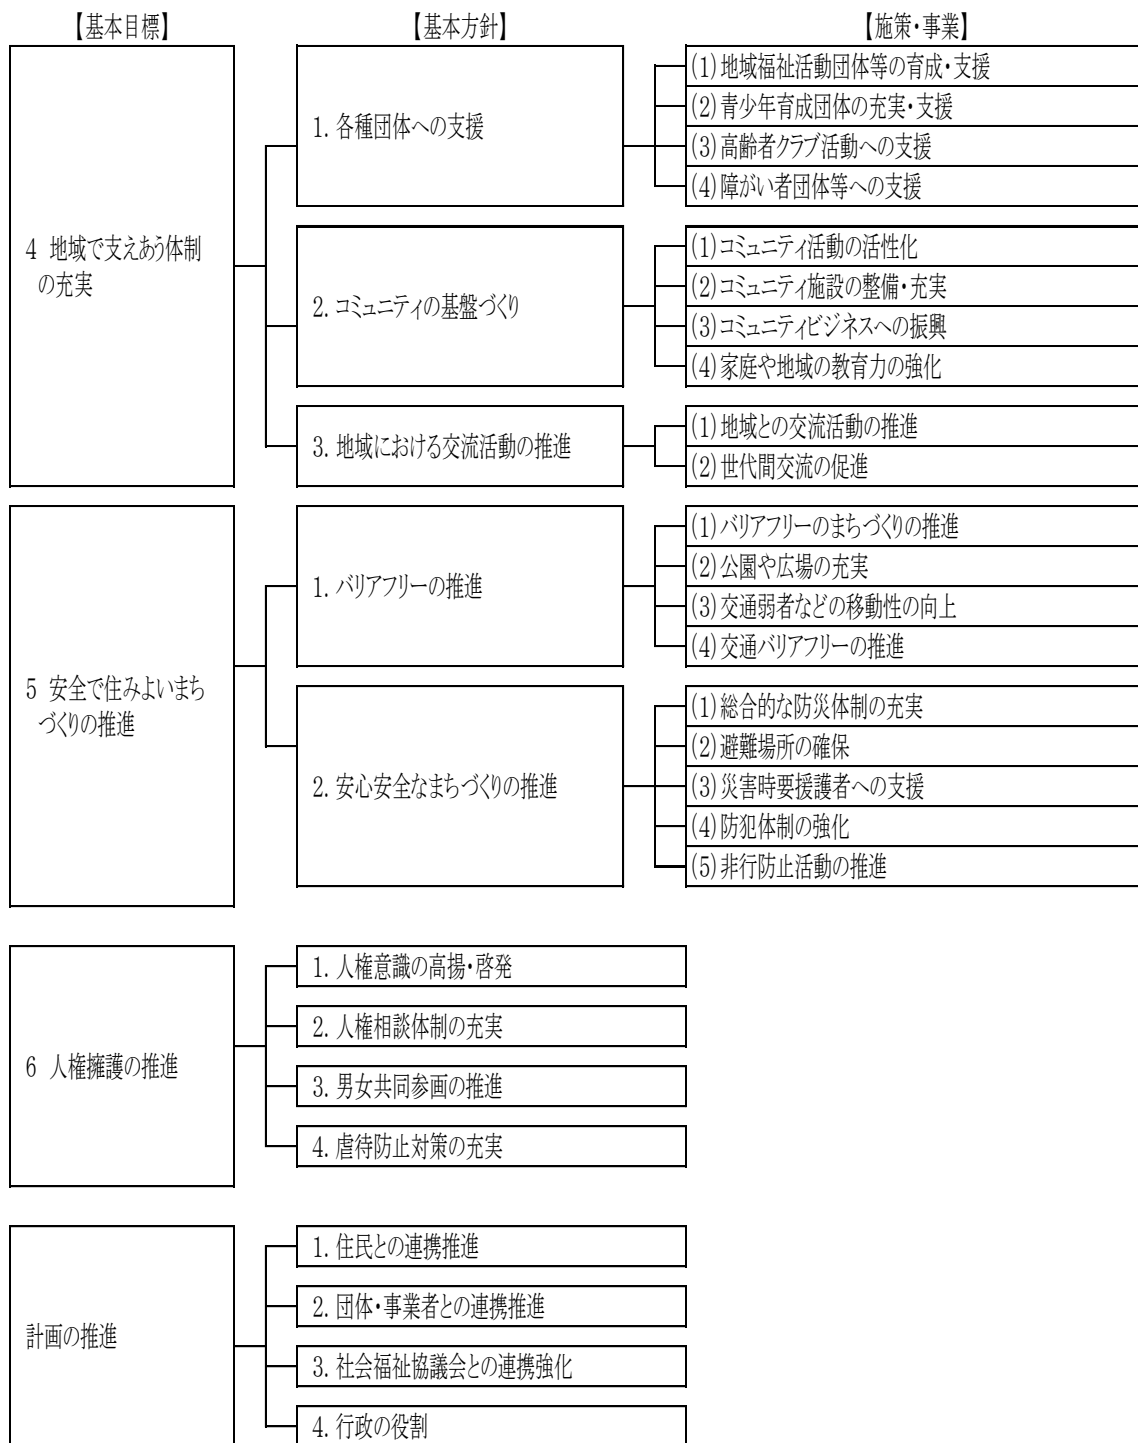 【基本目標】 【基本方針】 【施策・事業】
4 地域で支えあう体制
の充実
1. 各種団体への支援
(1)地域福祉活動団体等の育成・支援
(2)青少年育成団体の充実・支援
(3)高齢者クラブ活動への支援
(4)障がい者団体等への支援
2. コミュニティの基盤づくり
(1)コミュニティ活動の活性化
(2)コミュニティ施設の整備・充実
(3)コミュニティビジネスへの振興
(4)家庭や地域の教育力の強化
3. 地域における交流活動の推進
(1)地域との交流活動の推進
(2)世代間交流の促進
5 安全で住みよいまち
づくりの推進
1. バリアフリーの推進
(1)バリアフリーのまちづくりの推進
(2)公園や広場の充実
(3)交通弱者などの移動性の向上
(4)交通バリアフリーの推進
2. 安心安全なまちづくりの推進
(1)総合的な防災体制の充実
(2)避難場所の確保
(3)災害時要援護者への支援
(4)防犯体制の強化
(5)非行防止活動の推進
6 人権擁護の推進
1. 人権意識の高揚・啓発
2. 人権相談体制の充実
3. 男女共同参画の推進
4. 虐待防止対策の充実
計画の推進
1. 住民との連携推進
2. 団体・事業者との連携推進
3. 社会福祉協議会との連携強化
4. 行政の役割